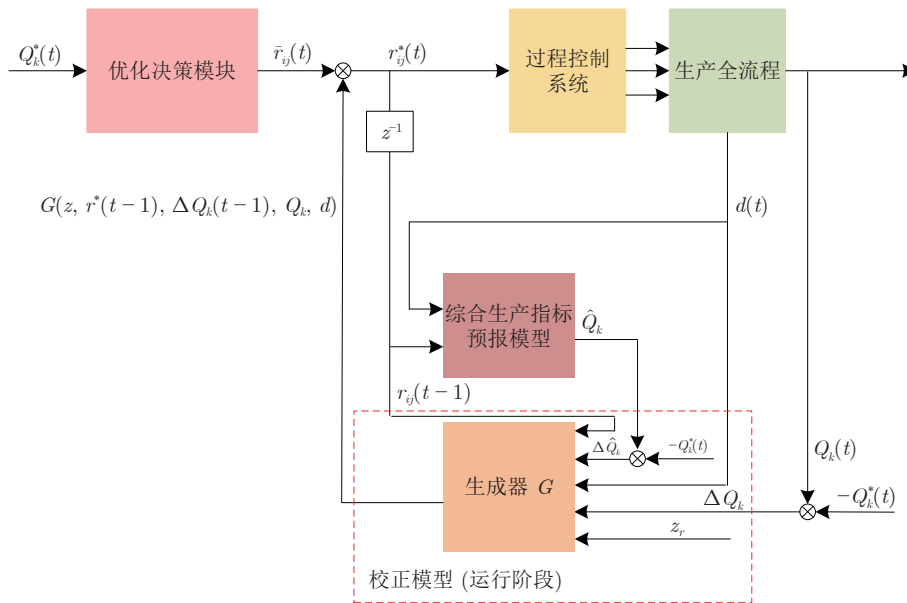 Q*ₖ(t)
优化决策模块
r̄ᵢⱼ(t)
r*ᵢⱼ(t)
过程控制
系统
生产全流程
z⁻¹
G(z, r*(t−1), ΔQₖ(t−1), Qₖ, d)
d(t)
综合生产指标
预报模型
Q̂ₖ
rᵢⱼ(t−1)
ΔQ̂ₖ
−Q*ₖ(t)
Qₖ(t)
生成器 G
ΔQₖ
−Q*ₖ(t)
zᵣ
校正模型 (运行阶段)